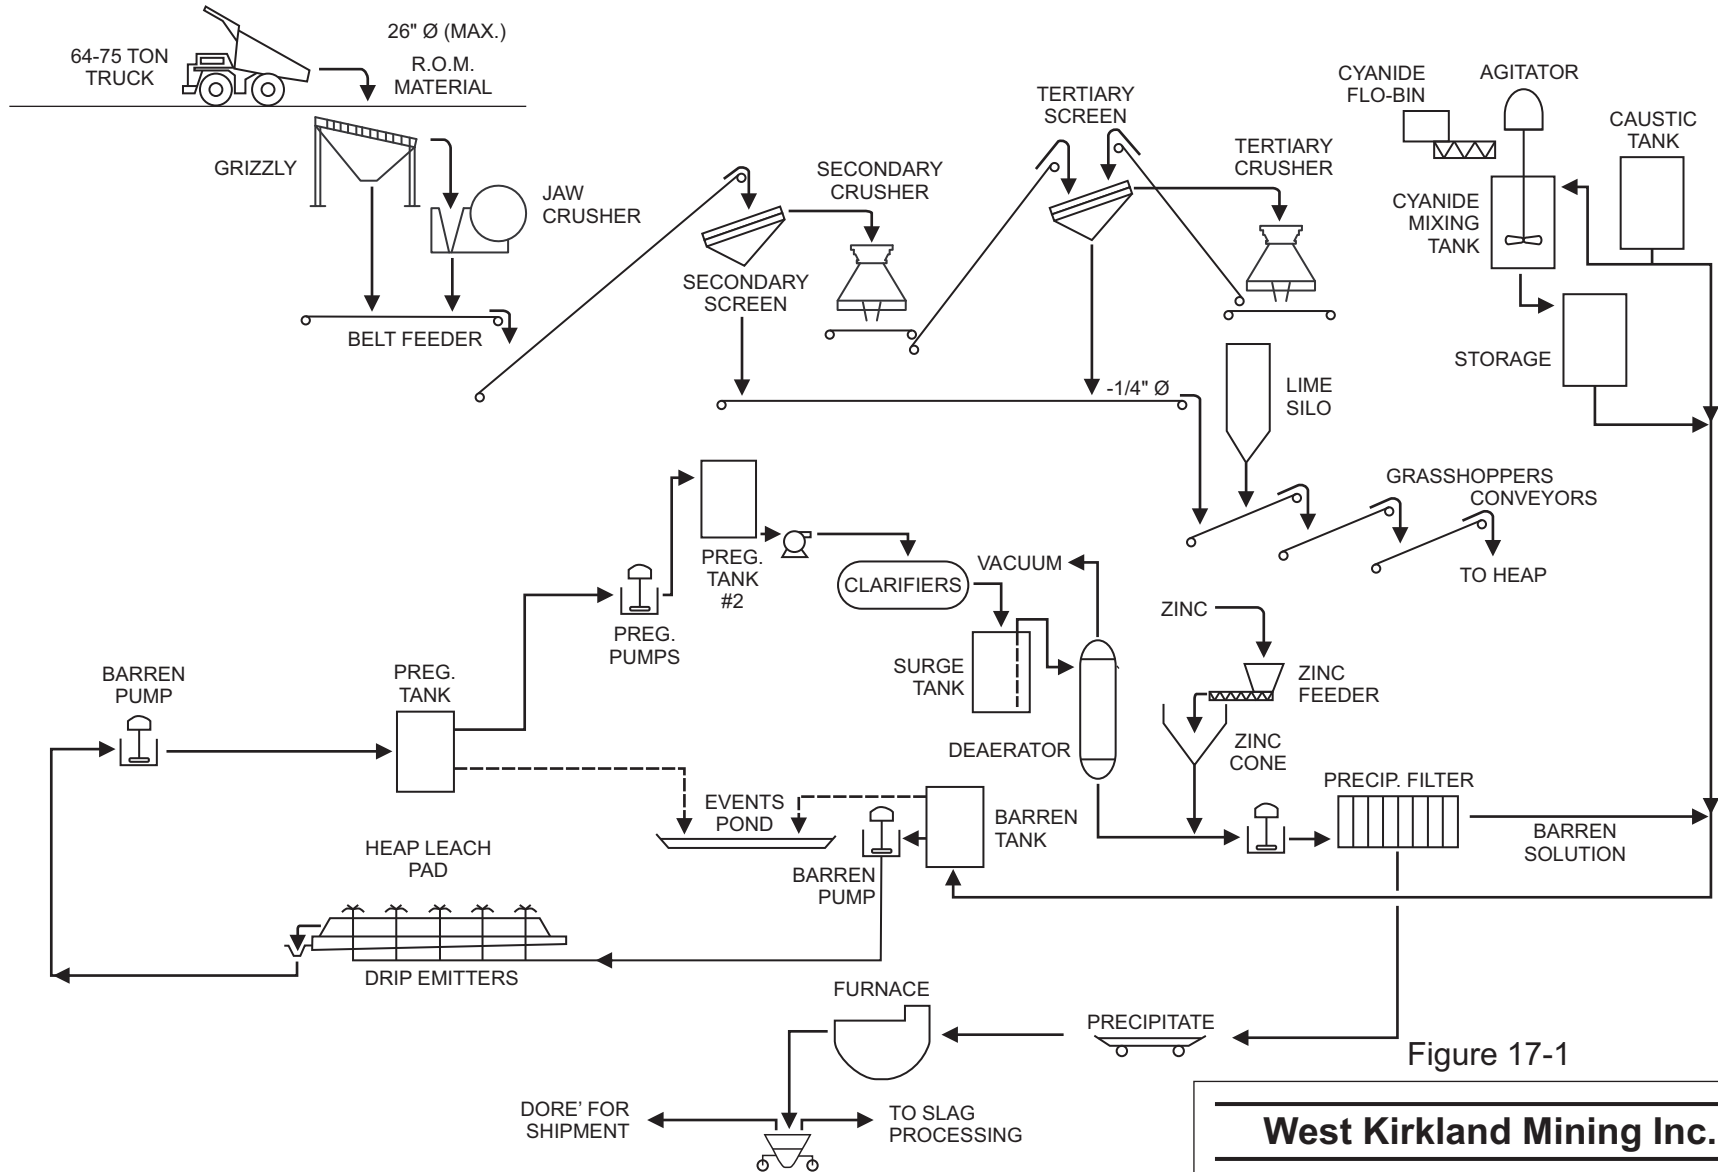 64-75 TON
TRUCK
26" Ø (MAX.)
R.O.M.
MATERIAL
GRIZZLY
JAW
CRUSHER
BELT FEEDER
SECONDARY
CRUSHER
SECONDARY
SCREEN
TERTIARY
SCREEN
TERTIARY
CRUSHER
CYANIDE
FLO-BIN
AGITATOR
CAUSTIC
TANK
CYANIDE
MIXING
TANK
STORAGE
-1/4" Ø
LIME
SILO
GRASSHOPPERS
CONVEYORS
TO HEAP
PREG.
TANK
#2
CLARIFIERS
VACUUM
PREG.
PUMPS
BARREN
PUMP
PREG.
TANK
SURGE
TANK
DEAERATOR
ZINC
ZINC
FEEDER
ZINC
CONE
PRECIP. FILTER
EVENTS
POND
BARREN
TANK
BARREN
PUMP
BARREN
SOLUTION
HEAP LEACH
PAD
DRIP EMITTERS
FURNACE
PRECIPITATE
DORE’ FOR
SHIPMENT
TO SLAG
PROCESSING
Figure 17-1
West Kirkland Mining Inc.